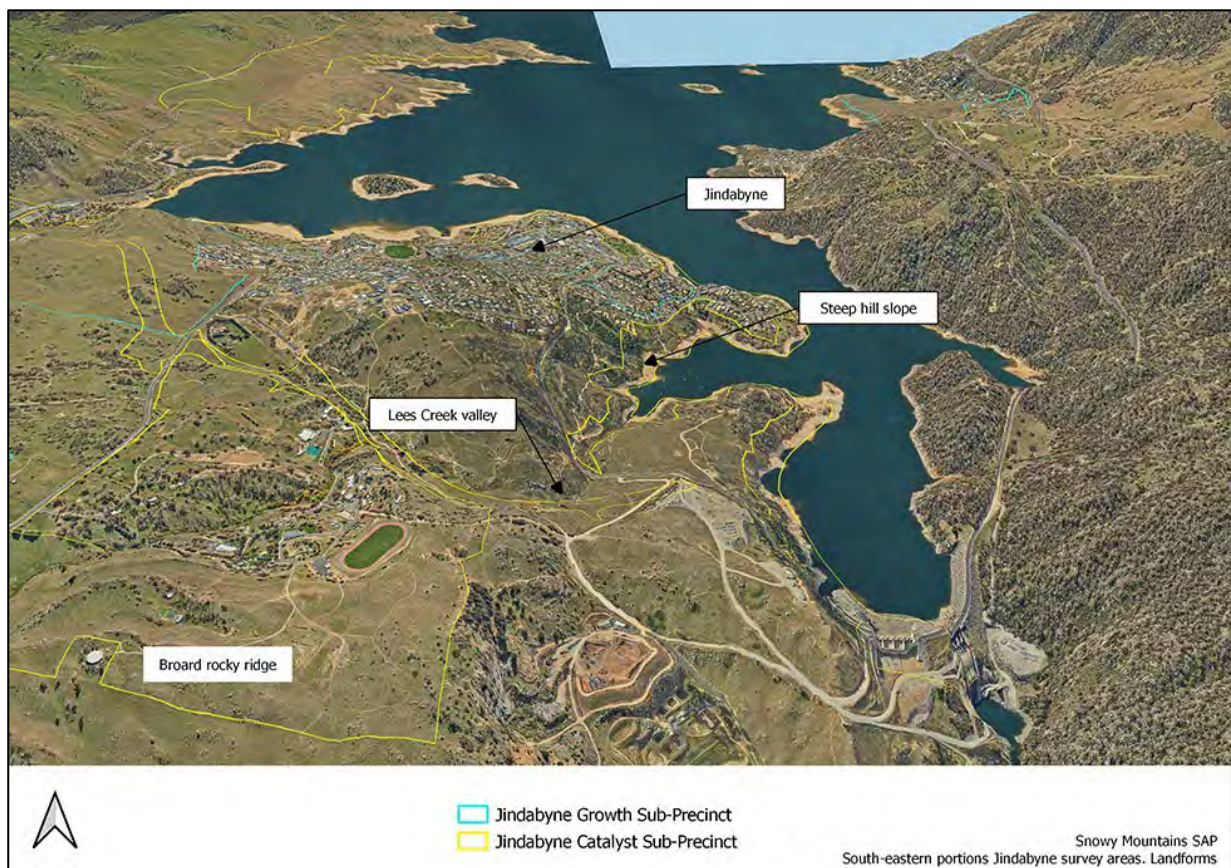 Jindabyne
Steep hill slope
Lees Creek valley
Broard rocky ridge
Jindabyne Growth Sub-Precinct
Jindabyne Catalyst Sub-Precinct
Snowy Mountains SAP
South-eastern portions Jindabyne survey areas. Landforms